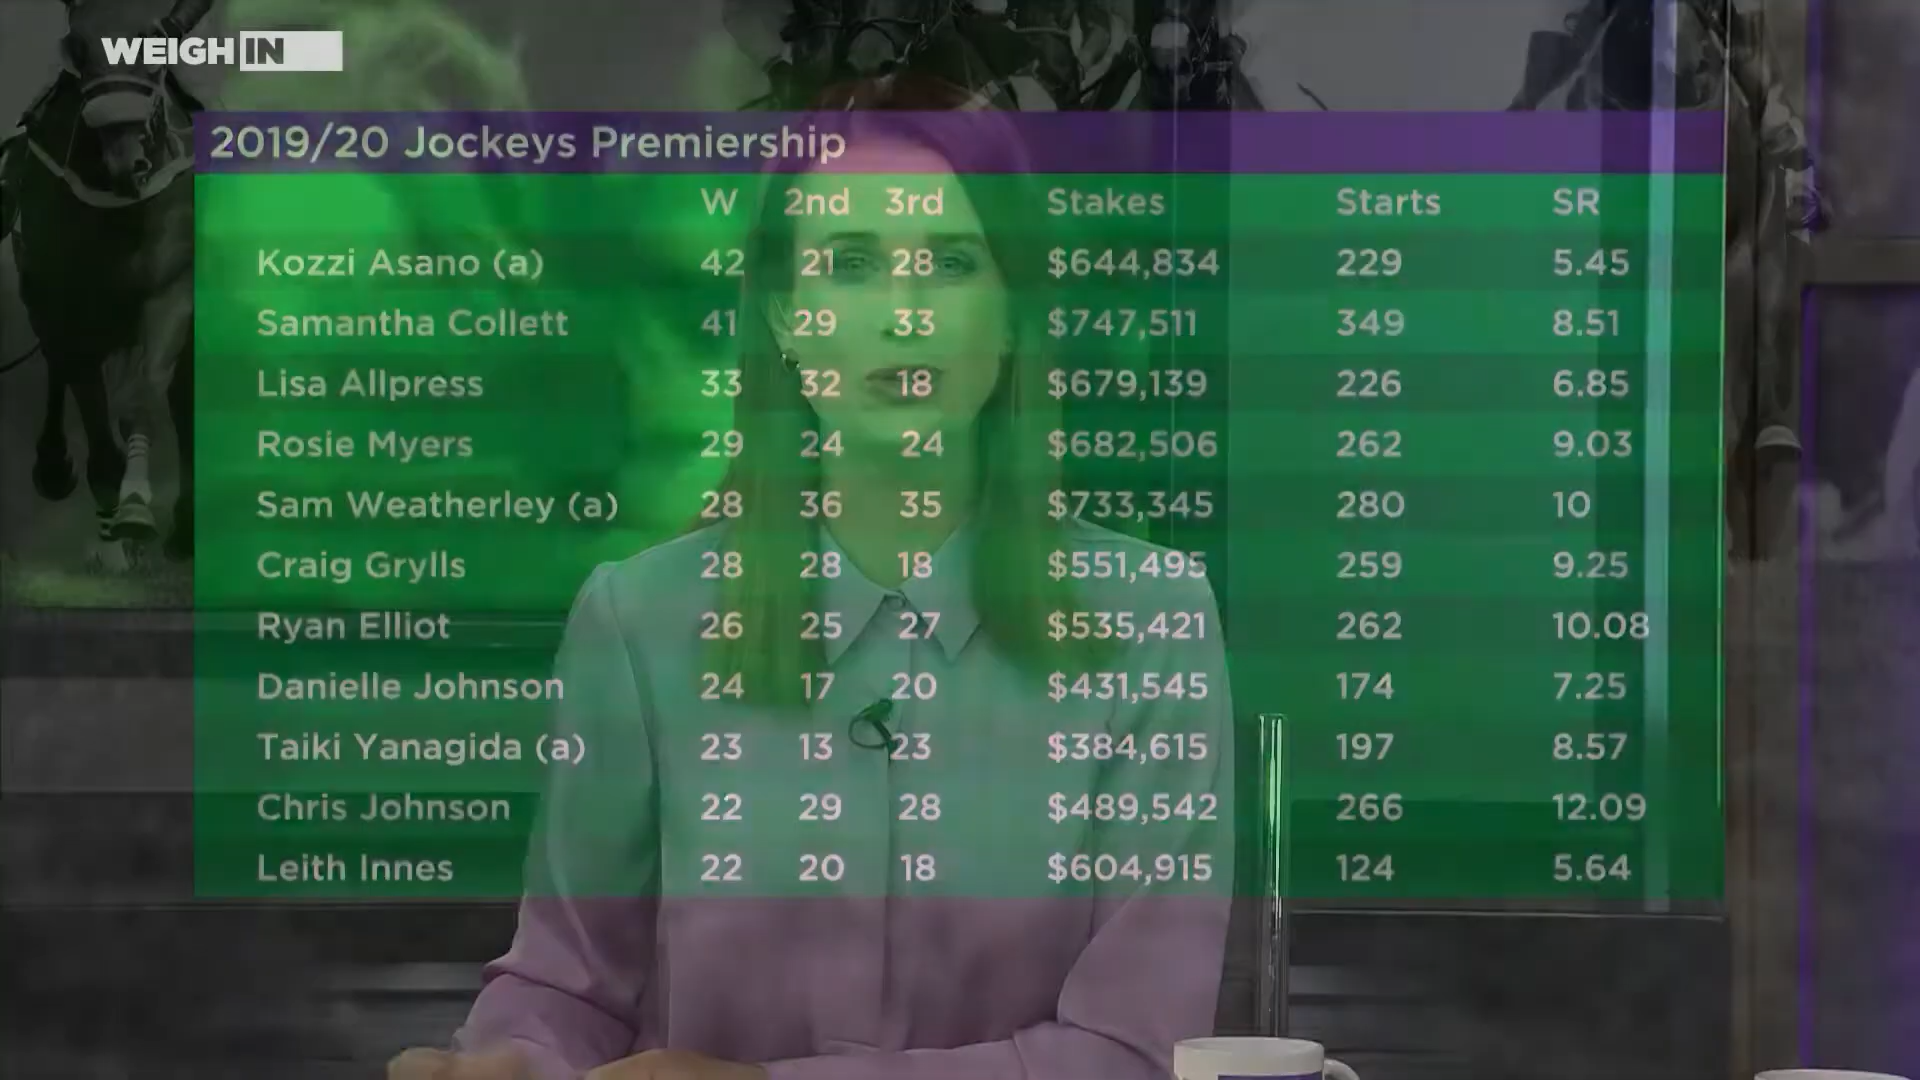 WEIGH IN
2019/20 Jockeys Premiership
W 2nd 3rd Stakes Starts SR
Kozzi Asano (a) 42 21 28 $644,834 229 5.45
Samantha Collett 41 29 33 $747,511 349 8.51
Lisa Allpress 33 32 18 $679,139 226 6.85
Rosie Myers 29 24 24 $682,506 262 9.03
Sam Weatherley (a) 28 36 35 $733,345 280 10
Craig Grylls 28 28 18 $551,495 259 9.25
Ryan Elliot 26 25 27 $535,421 262 10.08
Danielle Johnson 24 17 20 $431,545 174 7.25
Taiki Yanagida (a) 23 13 23 $384,615 197 8.57
Chris Johnson 22 29 28 $489,542 266 12.09
Leith Innes 22 20 18 $604,915 124 5.64